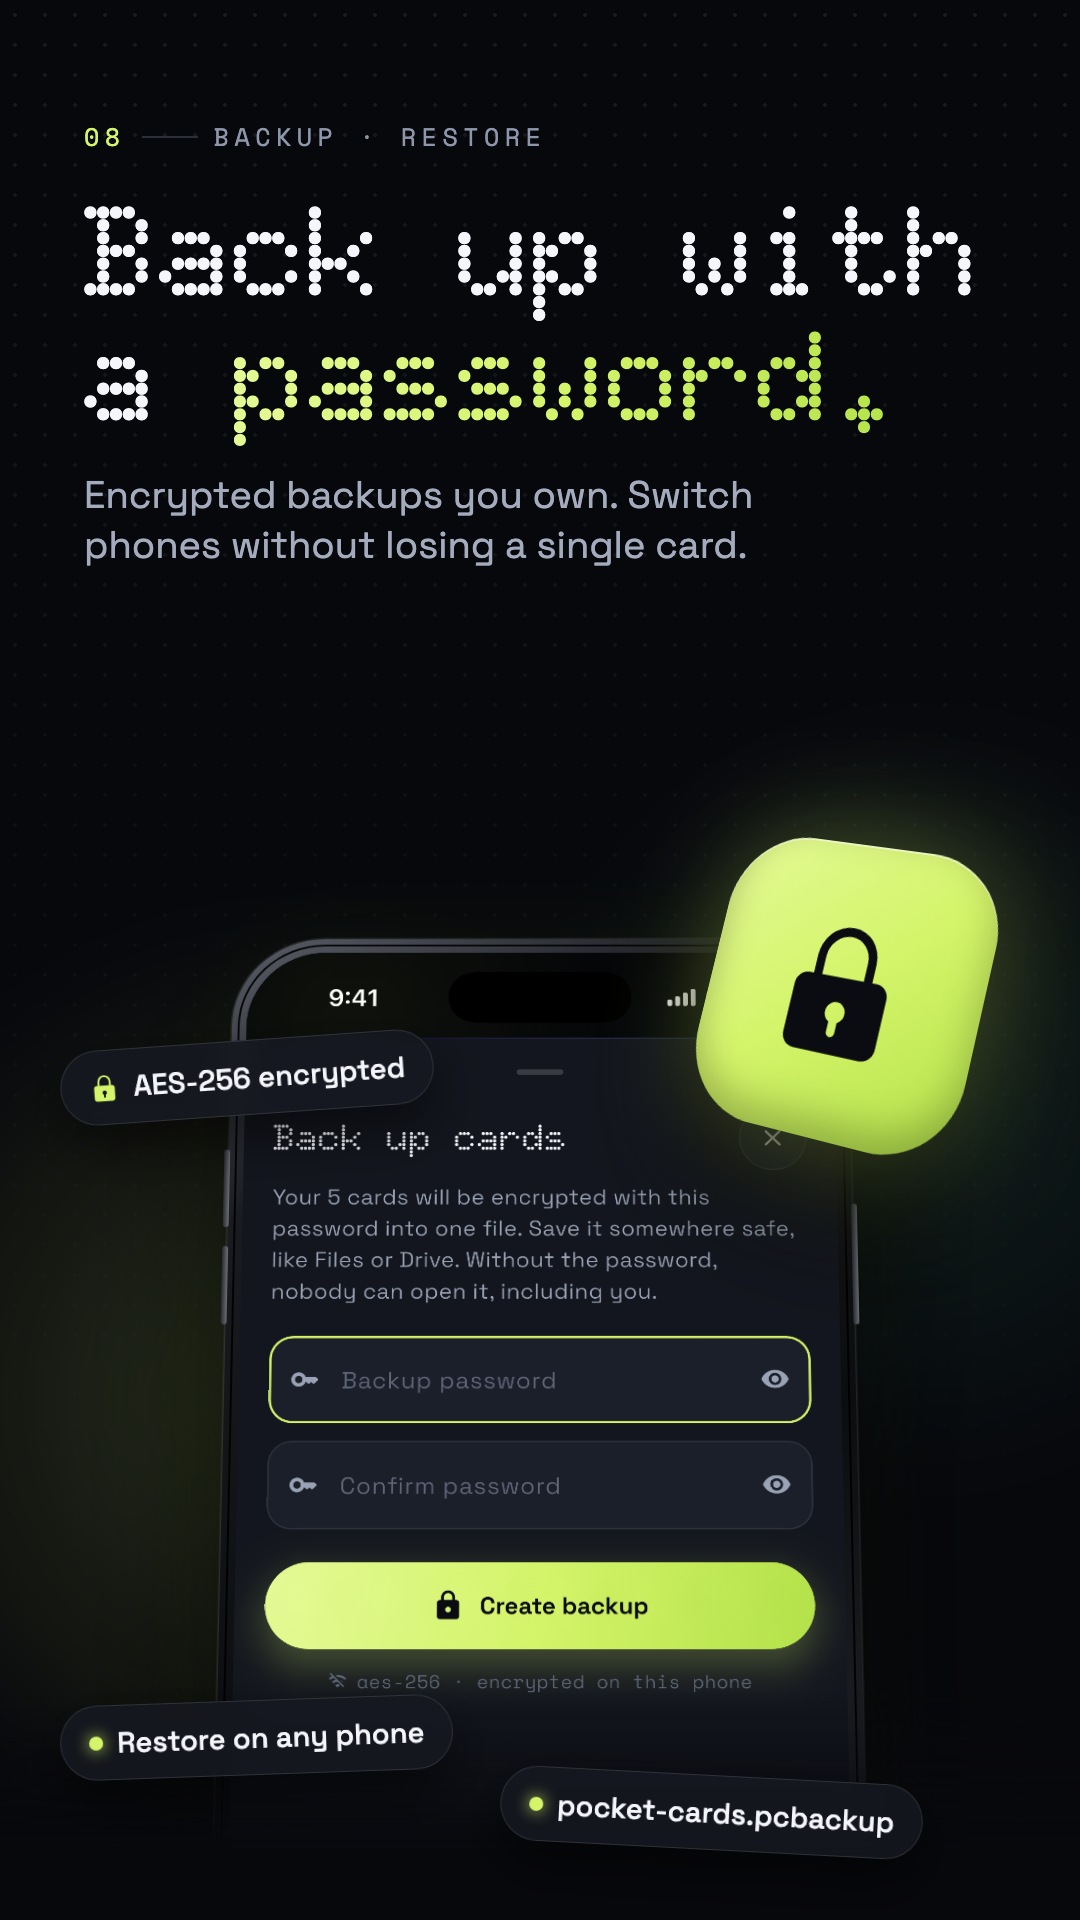 08 BACKUP · RESTORE
Back up with
a password.
Encrypted backups you own. Switch
phones without losing a single card.
9:41
AES-256 encrypted
Back up cards
Your 5 cards will be encrypted with this
password into one file. Save it somewhere safe,
like Files or Drive. Without the password,
nobody can open it, including you.
Backup password
Confirm password
Create backup
aes-256 · encrypted on this phone
Restore on any phone
pocket-cards.pcbackup